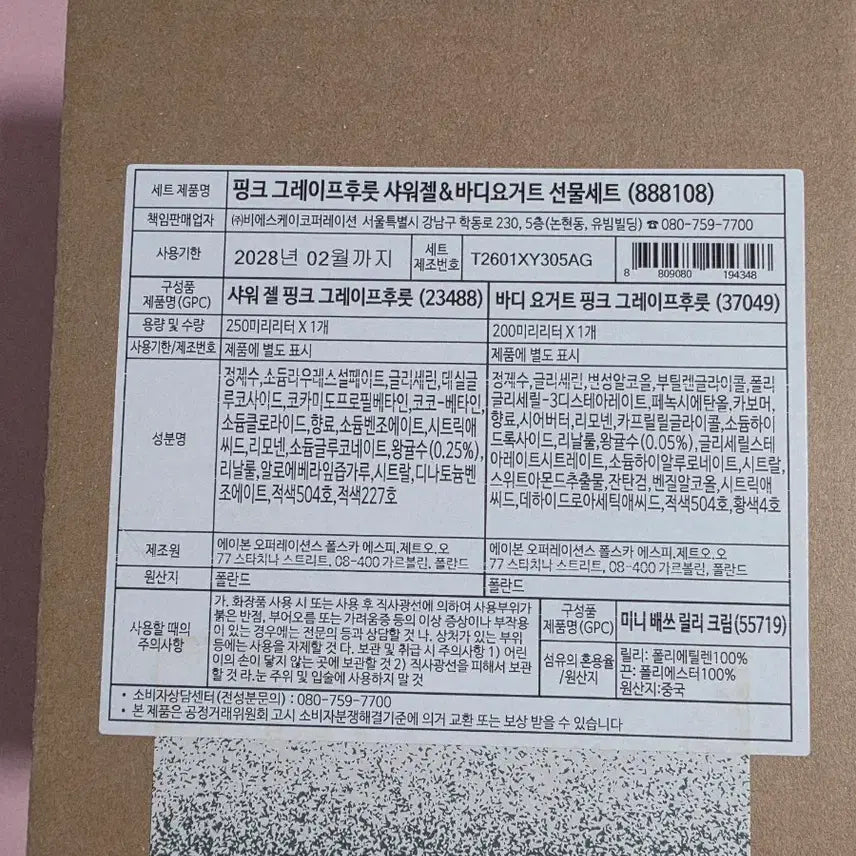 세트 제품명 핑크 그레이프후룻 샤워젤&바디요거트 선물세트 (888108)
책임판매업자 ㈜비에스케이코퍼레이션 서울특별시 강남구 학동로 230, 5층(논현동, 유빔빌딩) ☎080-759-7700
사용기한 2028년 02월까지 세트 제조번호 T2601XY305AG 8 809080 194348
구성품 제품명(GPC) 샤워 젤 핑크 그레이프후룻 (23488) 바디 요거트 핑크 그레이프후룻 (37049)
용량 및 수량 250미리리터 X 1개 200미리리터 X 1개
사용기한/제조번호 제품에 별도 표시 제품에 별도 표시
성분명
정제수,소듐라우레스설페이트,글리세린,데실글
루코사이드,코카미도프로필베타인,코코-베타인,
소듐클로라이드,향료,소듐벤조에이트,시트릭애
씨드,리모넨,소듐글루코네이트,왕귤수(0.25%),
리날룰,알로에베라잎즙가루,시트랄,디나토늄벤
조에이트,적색504호,적색227호
정제수,글리세린,변성알코올,부틸렌글라이콜,폴리
글리세릴-3디스테아레이트,페녹시에탄올,카보머,
향료,시어버터,리모넨,카프릴릴글라이콜,소듐하이
드록사이드,리날룰,왕귤수(0.05%),글리세릴스테
아레이트시트레이트,소듐하이알루로네이트,시트랄,
스위트아몬드추출물,잔탄검,벤질알코올,시트릭애
씨드,데하이드로아세틱애씨드,적색504호,황색4호
제조원
에이본 오퍼레이션스 폴스카 에스피.제트오.오
77 스타치나 스트리트, 08-400 가르볼린, 폴란드
에이본 오퍼레이션스 폴스카 에스피.제트오.오
77 스타치나 스트리트, 08-400 가르볼린, 폴란드
원산지 폴란드 폴란드
사용할 때의
주의사항
가. 화장품 사용 시 또는 사용 후 직사광선에 의하여 사용부위가
붉은 반점, 부어오름 또는 가려움증 등의 이상 증상이나 부작용
이 있는 경우에는 전문의 등과 상담할 것 나. 상처가 있는 부위
등에는 사용을 자제할 것 다. 보관 및 취급 시 주의사항 1) 어린
이의 손이 닿지 않는 곳에 보관할 것 2) 직사광선을 피해서 보관
할 것 라.눈 주위 및 입술에 사용하지 말 것
구성품
제품명(GPC) 미니 배쓰 릴리 크림(55719)
섬유의 혼용율
/원산지
릴리: 폴리에틸렌100%
끈: 폴리에스터100%
원산지:중국
• 소비자상담센터(전성분문의) : 080-759-7700
• 본 제품은 공정거래위원회 고시 소비자분쟁해결기준에 의거 교환 또는 보상 받을 수 있습니다